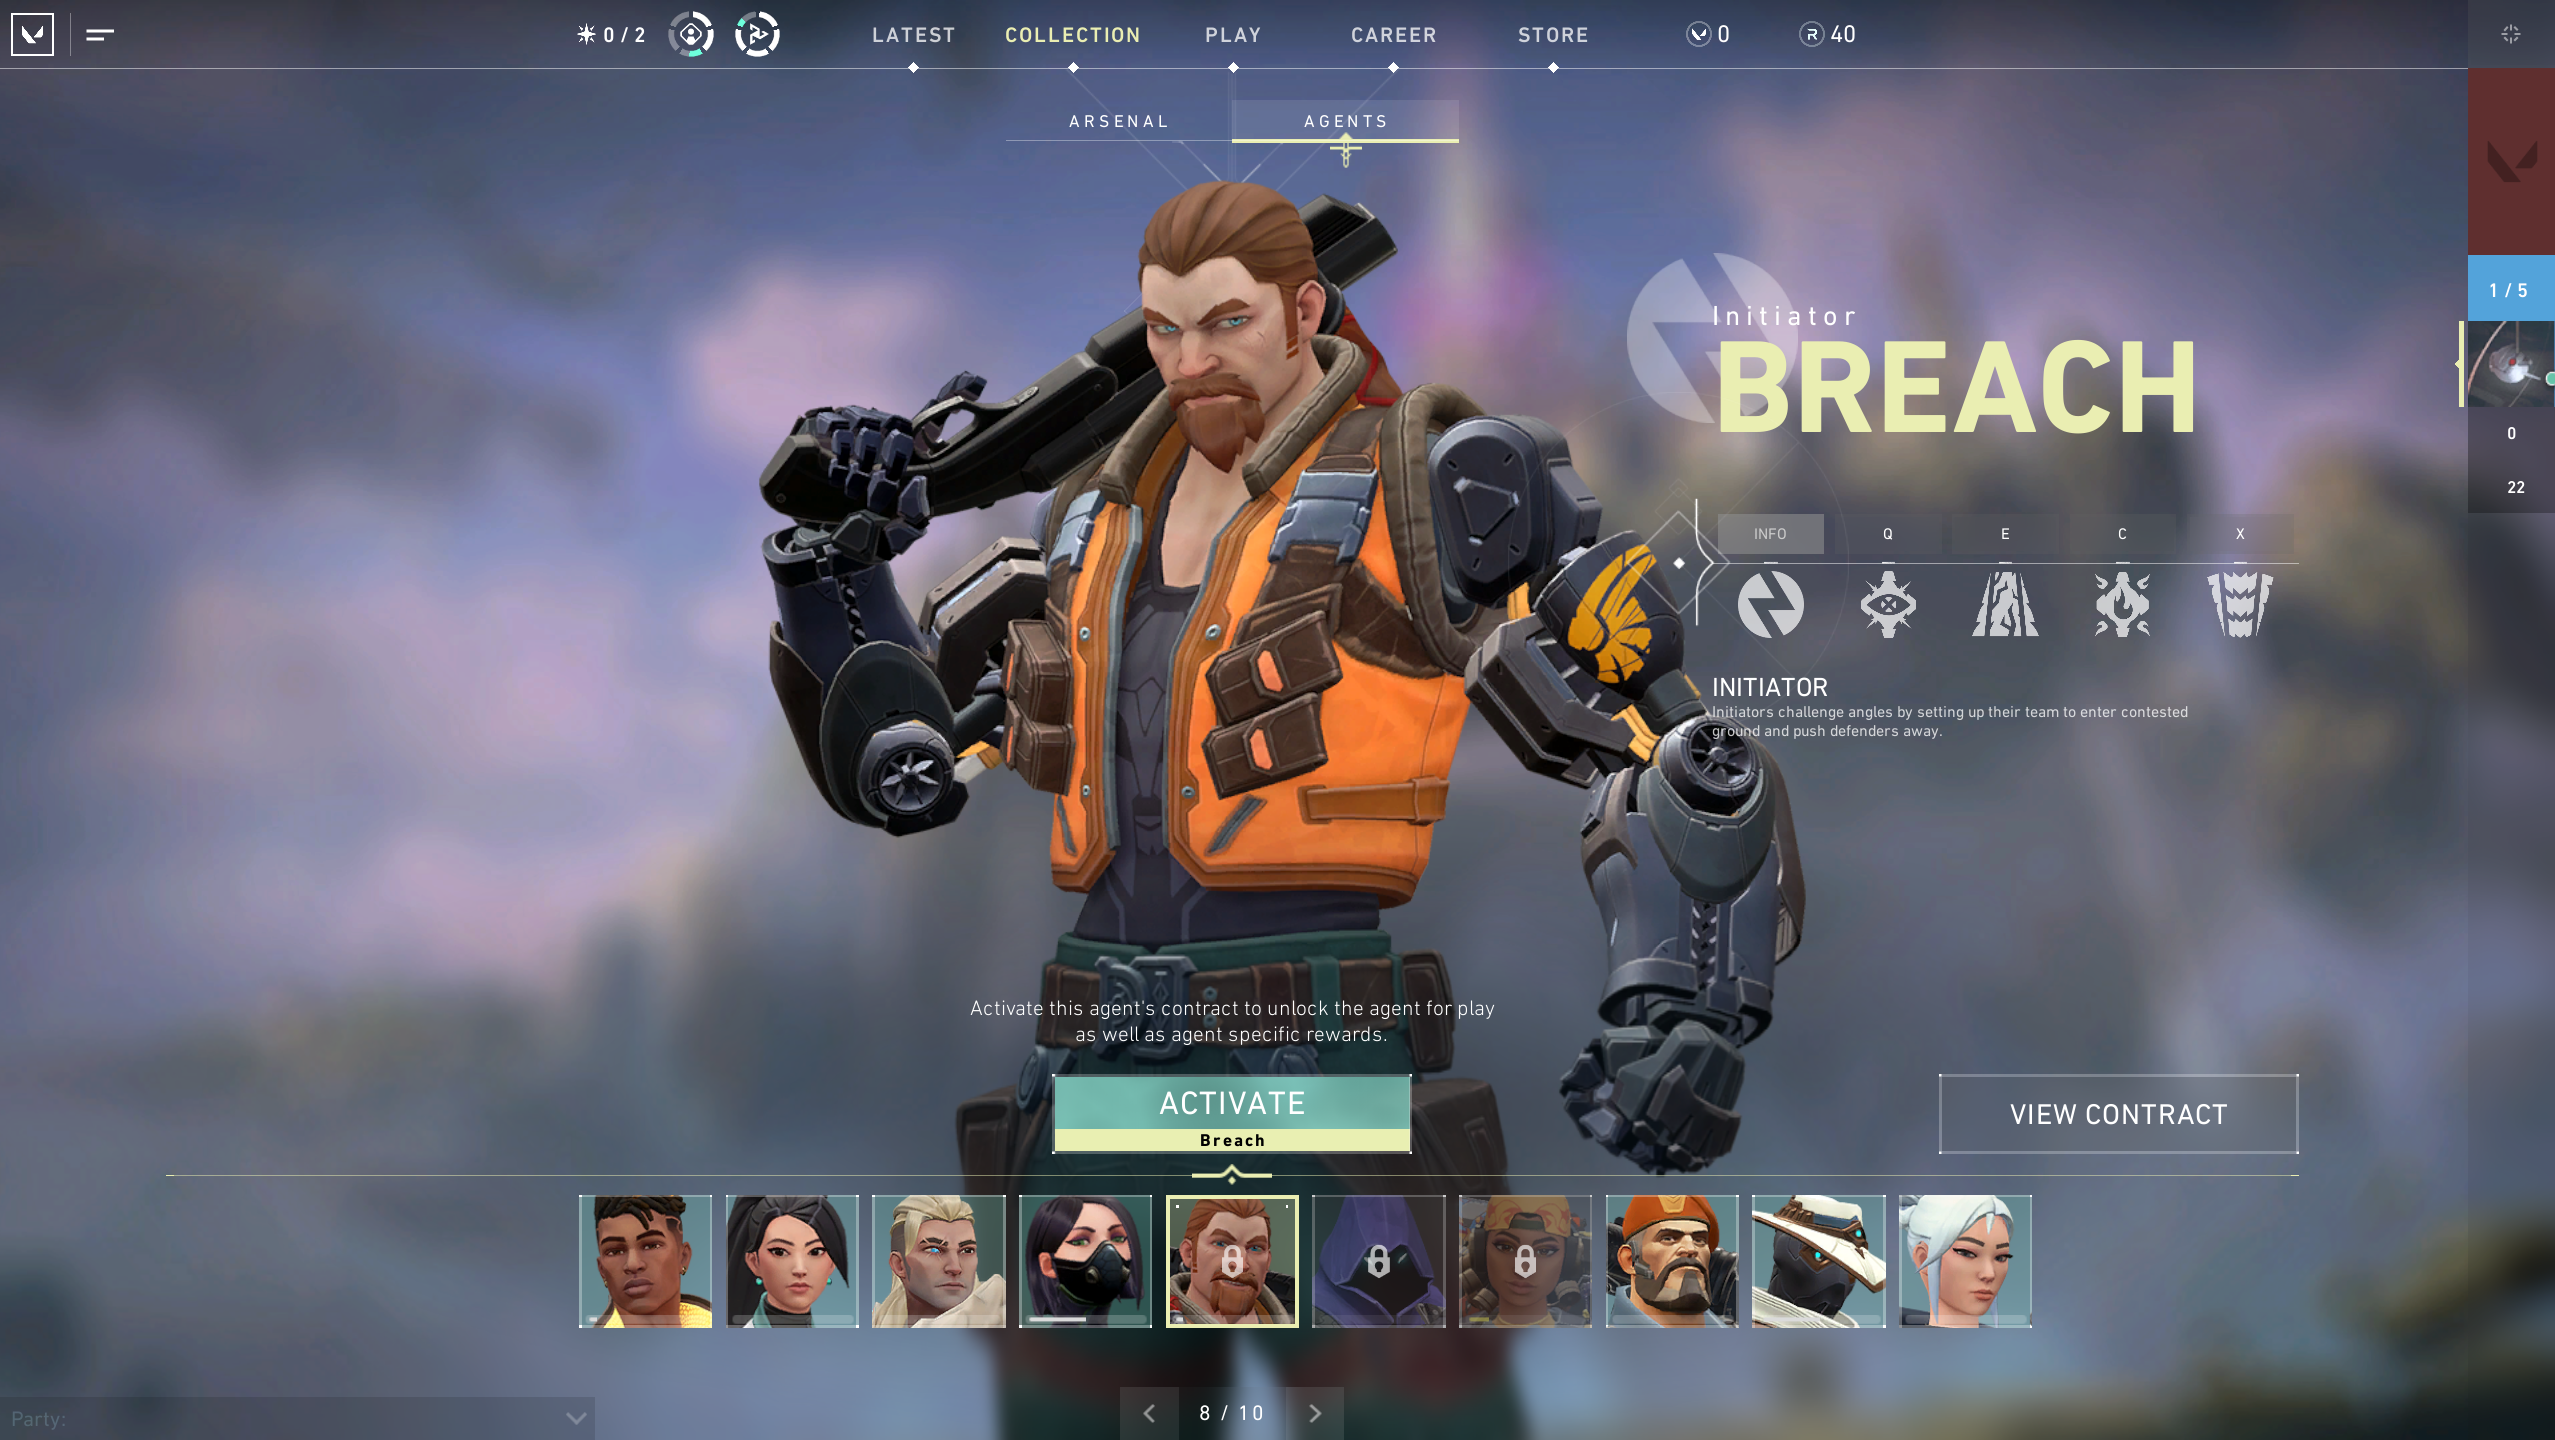 0 / 2
LATEST
COLLECTION
PLAY
CAREER
STORE
0
R 40
ARSENAL
AGENTS
1 / 5
Initiator
BREACH
0
22
INFO
Q
E
C
X
INITIATOR
Initiators challenge angles by setting up their team to enter contested
ground and push defenders away.
Activate this agent's contract to unlock the agent for play
as well as agent specific rewards.
ACTIVATE
Breach
VIEW CONTRACT
Party:
8 / 10